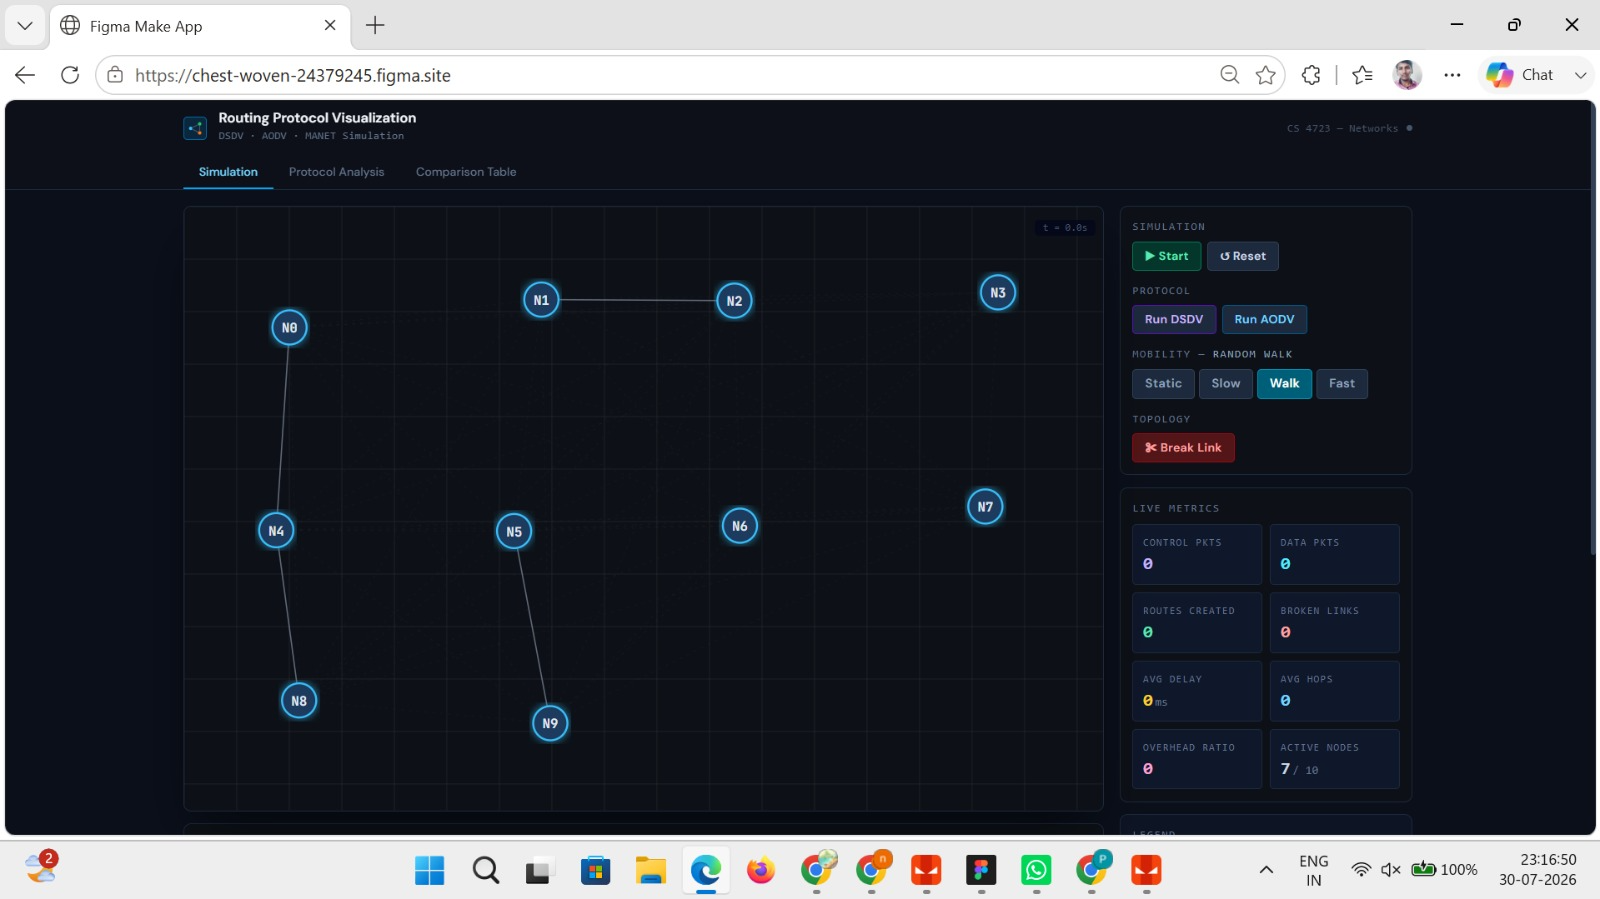 Figma Make App
https://chest-woven-24379245.figma.site
Chat
Routing Protocol Visualization
DSDV · AODV · MANET Simulation
CS 4723 — Networks
Simulation
Protocol Analysis
Comparison Table
t = 0.0s
N0
N1
N2
N3
N4
N5
N6
N7
N8
N9
SIMULATION
▶ Start
↺ Reset
PROTOCOL
Run DSDV
Run AODV
MOBILITY — RANDOM WALK
Static
Slow
Walk
Fast
TOPOLOGY
✂ Break Link
LIVE METRICS
CONTROL PKTS
0
DATA PKTS
0
ROUTES CREATED
0
BROKEN LINKS
0
AVG DELAY
0ms
AVG HOPS
0
OVERHEAD RATIO
0
ACTIVE NODES
7/ 10
LEGEND
2
n
P
ENG
IN
100%
23:16:50
30-07-2026